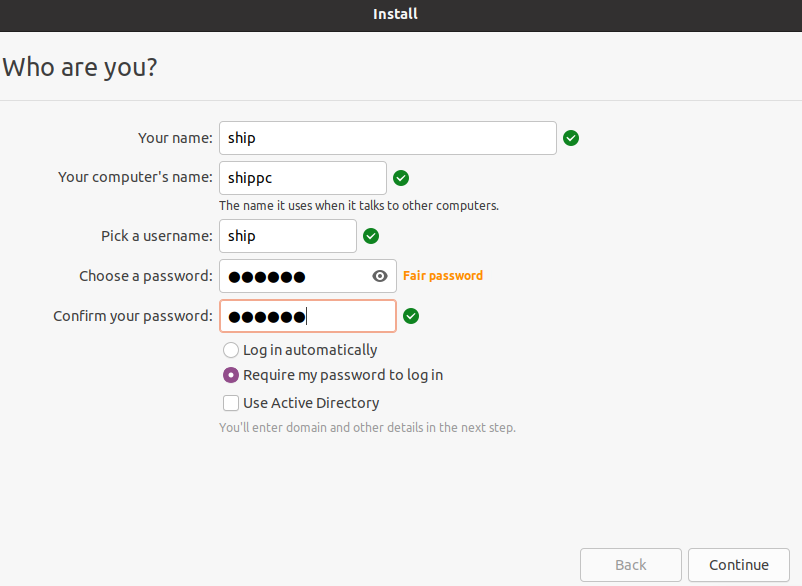 Install
Who are you?
Your name: ship
Your computer's name: shippc
The name it uses when it talks to other computers.
Pick a username: ship
Choose a password: ●●●●●● Fair password
Confirm your password: ●●●●●●
Log in automatically
Require my password to log in
Use Active Directory
You'll enter domain and other details in the next step.
Back Continue